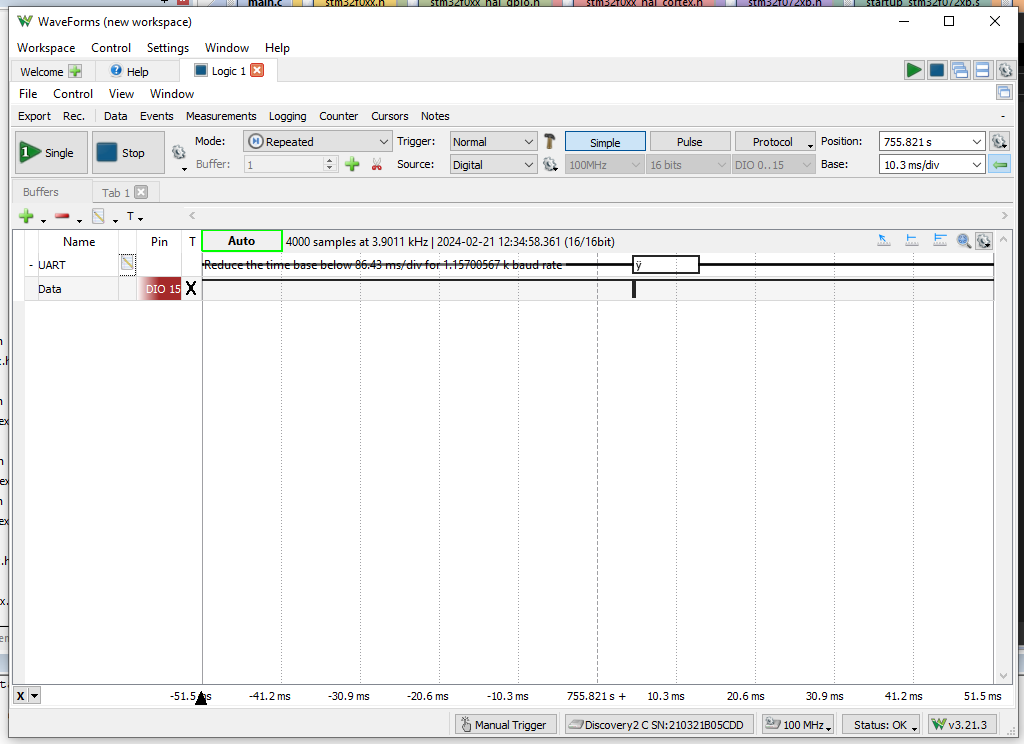 main.c stm32f0xx.h stm32f0xx_hal_gpio.h stm32f0xx_hal_cortex.h stm32f072xb.h startup_stm32f072xb.s
WaveForms (new workspace)
Workspace Control Settings Window Help
Welcome Help Logic 1
File Control View Window
Export Rec. Data Events Measurements Logging Counter Cursors Notes -
1 Single Stop Mode: Repeated Trigger: Normal Simple Pulse Protocol Position: 755.821 s
Buffer: 1 Source: Digital 100MHz 16 bits DIO 0..15 Base: 10.3 ms/div
Buffers Tab 1
T
Name Pin T Auto 4000 samples at 3.9011 kHz | 2024-02-21 12:34:58.361 (16/16bit)
- UART Reduce the time base below 86.43 ms/div for 1.15700567 k baud rate ÿ
Data DIO 15 X
X -51.5 ms -41.2 ms -30.9 ms -20.6 ms -10.3 ms 755.821 s + 10.3 ms 20.6 ms 30.9 ms 41.2 ms 51.5 ms
Manual Trigger Discovery2 C SN:210321B05CDD 100 MHz Status: OK v3.21.3